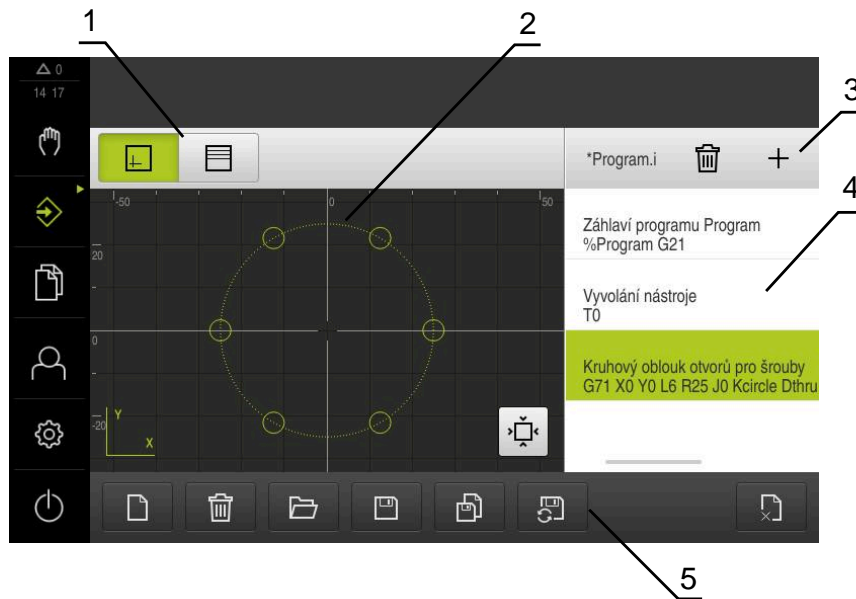 1
2
3
4
5
0
14 17
*Program.i
-50
0
50
20
0
-20
Y
X
Záhlaví programu Program
%Program G21
Vyvolání nástroje
T0
Kruhový oblouk otvorů pro šrouby
G71 X0 Y0 L6 R25 J0 Kcircle Dthru